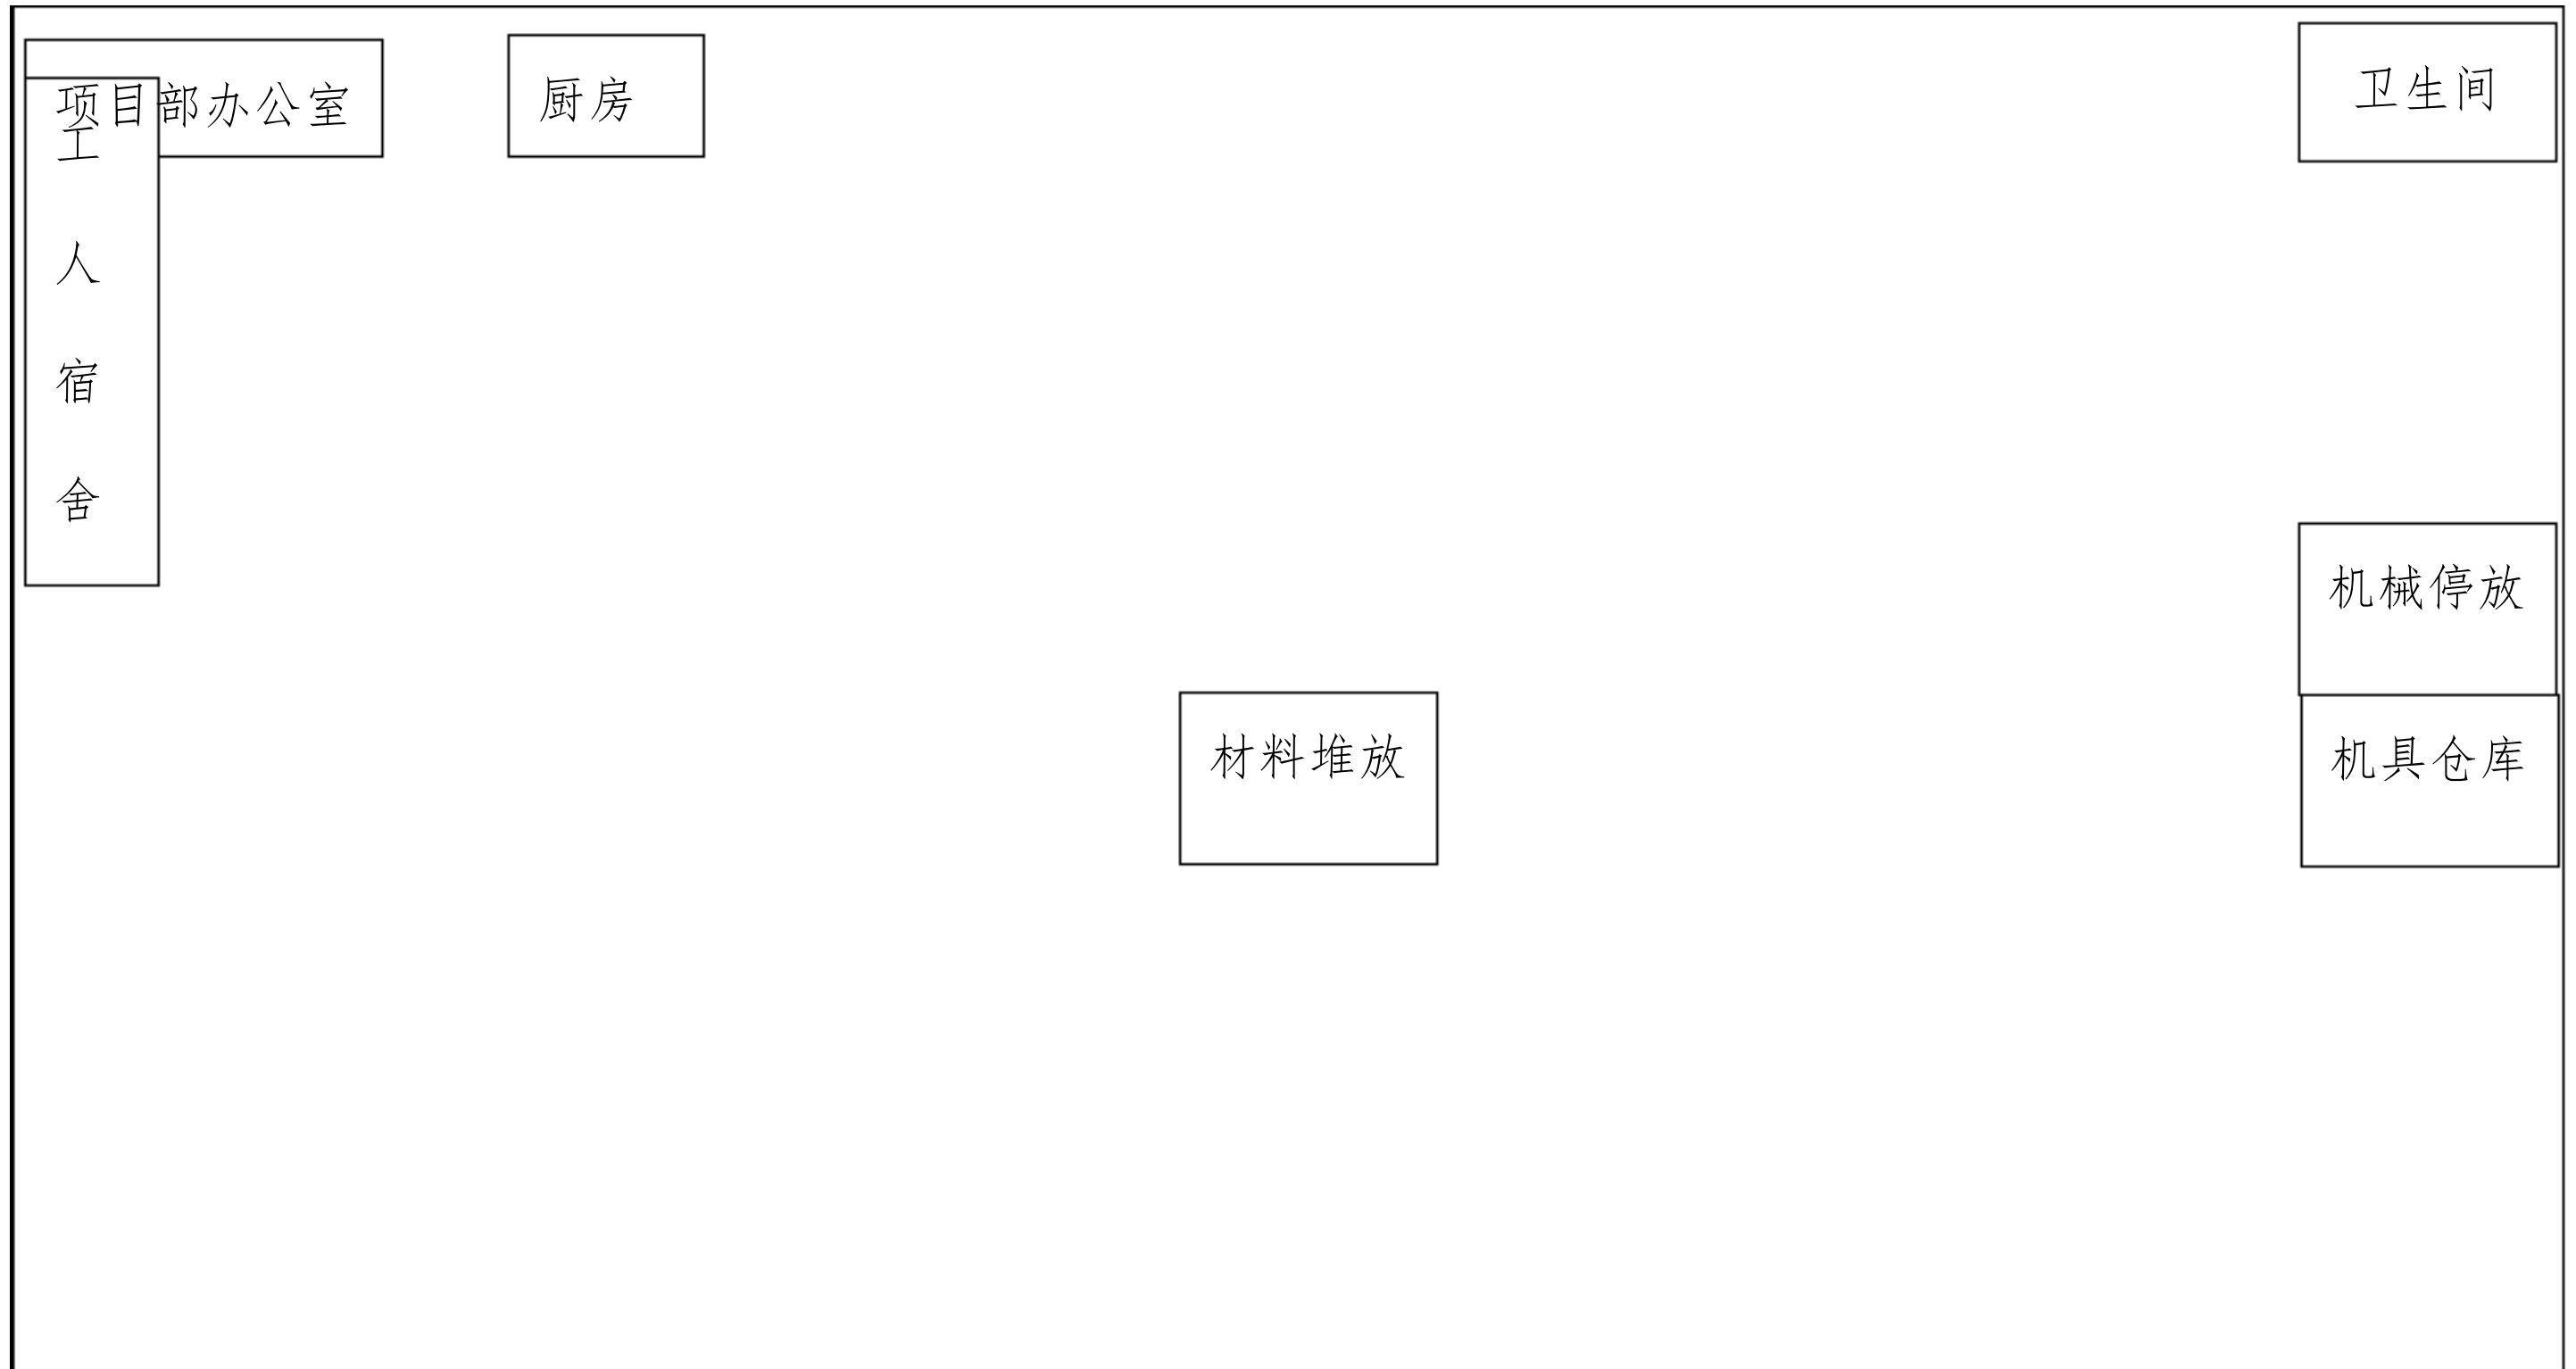 项目部办公室
厨房
卫生间
工
人
宿
舍
机械停放
材料堆放
机具仓库